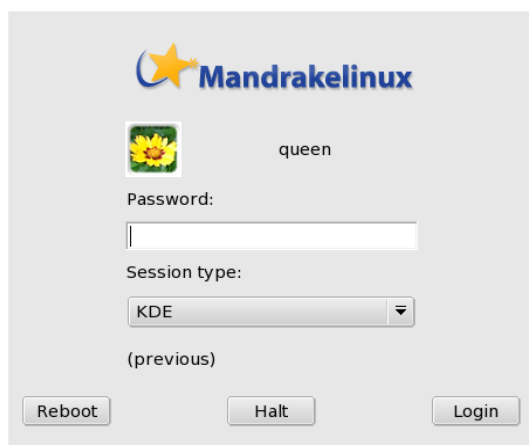 Mandrakelinux
queen
Password:
Session type:
KDE
(previous)
Reboot Halt Login